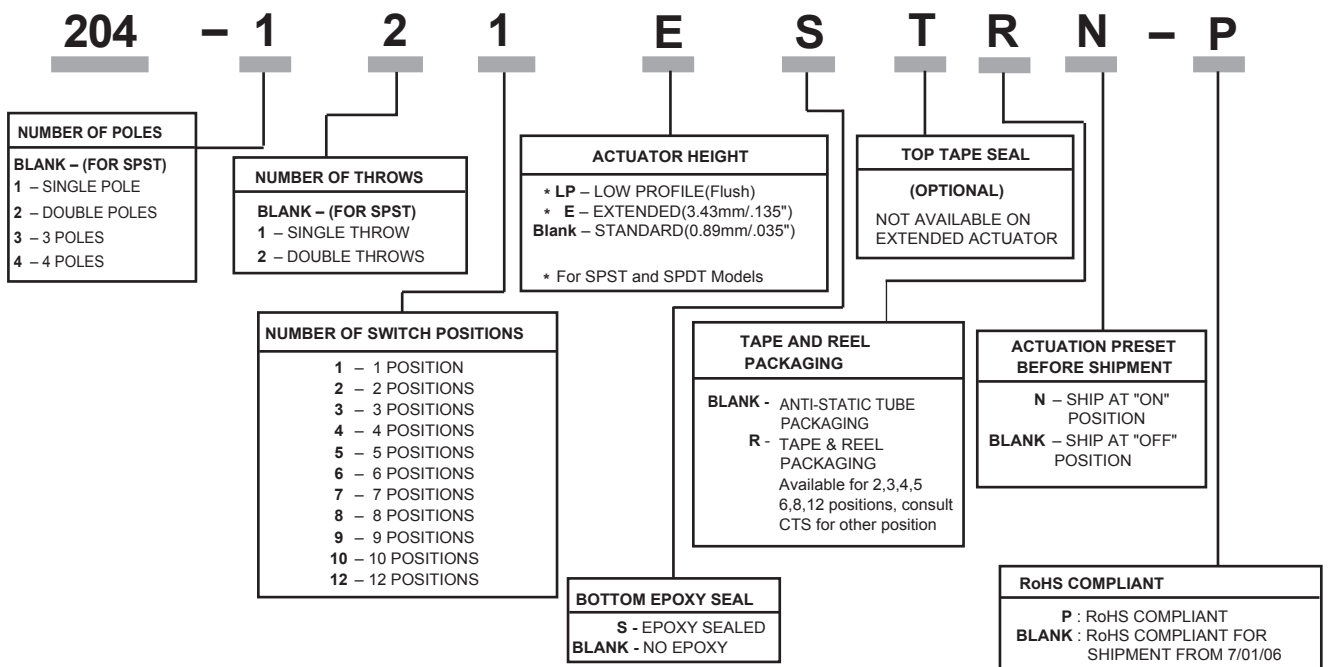 204 – 1 2 1 E S T R N – P
NUMBER OF POLES
BLANK – (FOR SPST)
1 – SINGLE POLE
2 – DOUBLE POLES
3 – 3 POLES
4 – 4 POLES
NUMBER OF THROWS
BLANK – (FOR SPST)
1 – SINGLE THROW
2 – DOUBLE THROWS
ACTUATOR HEIGHT
* LP – LOW PROFILE(Flush)
* E – EXTENDED(3.43mm/.135")
Blank – STANDARD(0.89mm/.035")
* For SPST and SPDT Models
TOP TAPE SEAL
(OPTIONAL)
NOT AVAILABLE ON
EXTENDED ACTUATOR
NUMBER OF SWITCH POSITIONS
1 – 1 POSITION
2 – 2 POSITIONS
3 – 3 POSITIONS
4 – 4 POSITIONS
5 – 5 POSITIONS
6 – 6 POSITIONS
7 – 7 POSITIONS
8 – 8 POSITIONS
9 – 9 POSITIONS
10 – 10 POSITIONS
12 – 12 POSITIONS
TAPE AND REEL
PACKAGING
BLANK - ANTI-STATIC TUBE
PACKAGING
R - TAPE & REEL
PACKAGING
Available for 2,3,4,5
6,8,12 positions, consult
CTS for other position
ACTUATION PRESET
BEFORE SHIPMENT
N – SHIP AT "ON"
POSITION
BLANK – SHIP AT "OFF"
POSITION
BOTTOM EPOXY SEAL
S - EPOXY SEALED
BLANK - NO EPOXY
RoHS COMPLIANT
P : RoHS COMPLIANT
BLANK : RoHS COMPLIANT FOR
SHIPMENT FROM 7/01/06